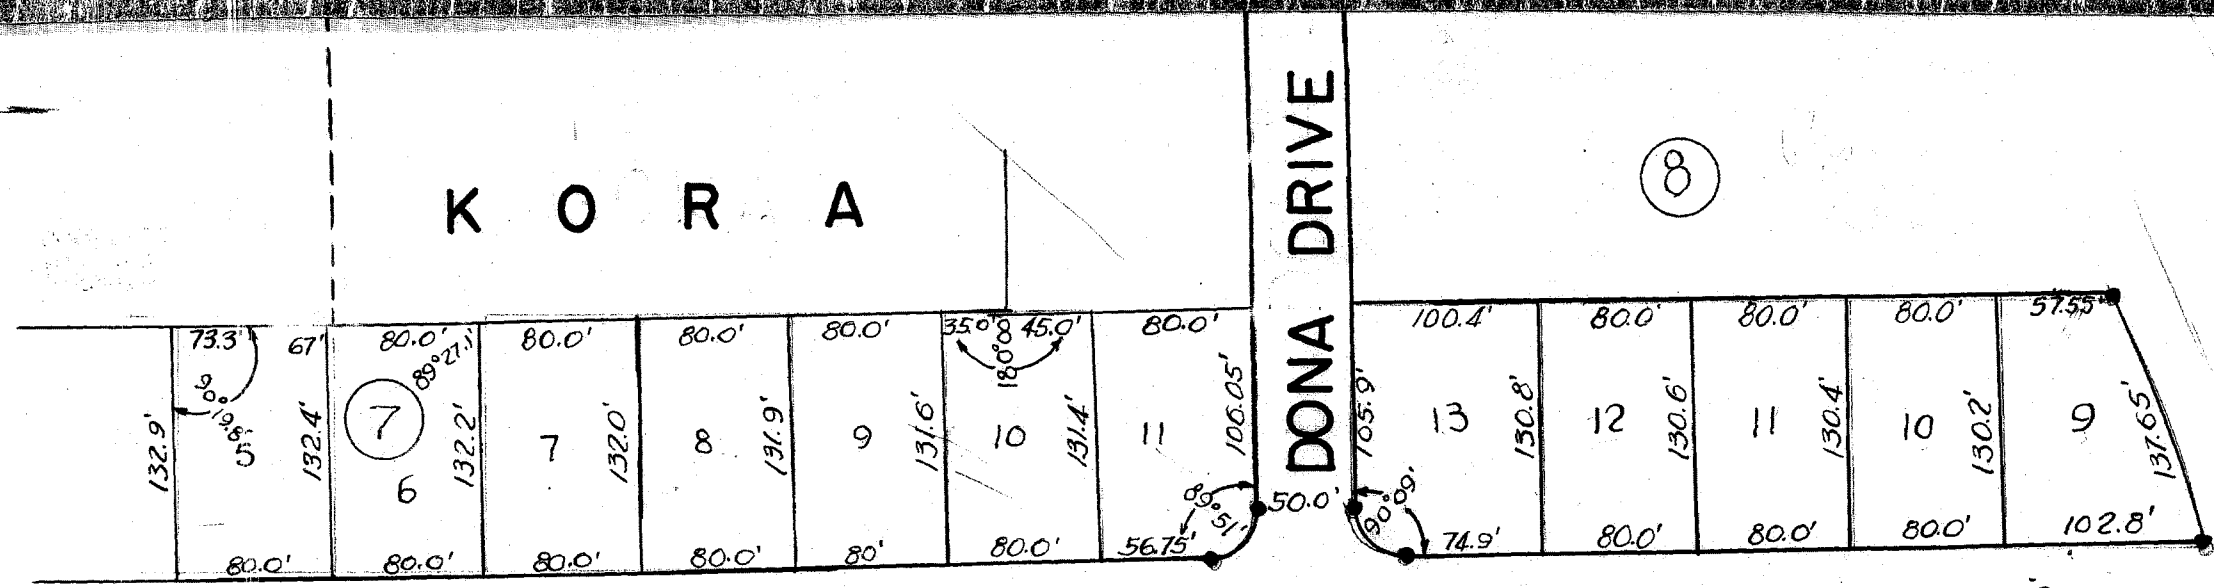 K O R A
DONA DRIVE
8
73.3' 67' 80.0' 80.0' 80.0' 80.0' 35.0' 45.0' 80.0' 100.4' 80.0' 80.0' 80.0' 57.55'
89°27.1'
180°8'
90°19.8'
132.9' 132.4' 132.2' 132.0' 131.9' 131.6' 131.4' 106.05' 105.9' 130.8' 130.6' 130.4' 130.2' 137.65'
7
5 6 7 8 9 10 11 13 12 11 10 9
89°51' 50.0' 90°09'
80.0' 80.0' 80.0' 80.0' 80' 80.0' 56.75' 74.9' 80.0' 80.0' 80.0' 102.8'